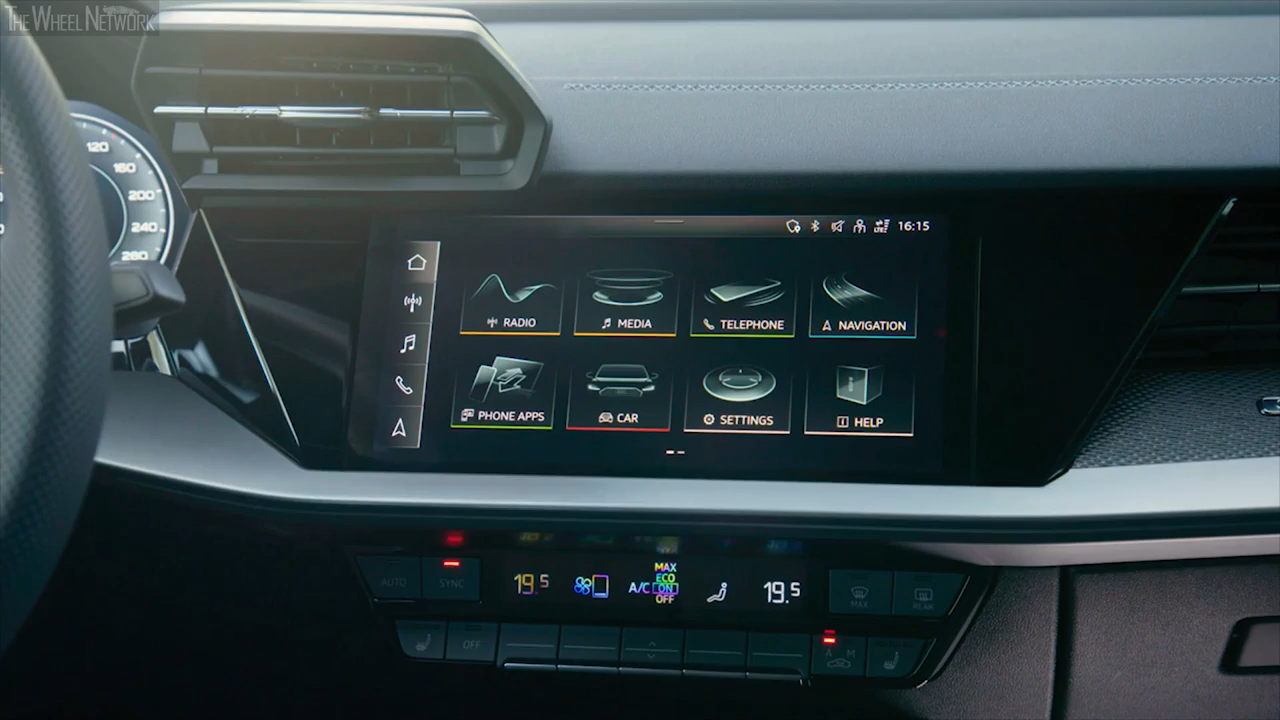 THE WHEEL NETWORK
120
160
200
240
280
LTE 16:15
RADIO
MEDIA
TELEPHONE
NAVIGATION
PHONE APPS
CAR
SETTINGS
HELP
AUTO
SYNC
19.5
A/C
MAX
ECO
ON
OFF
19.5
MAX
REAR
OFF
A M